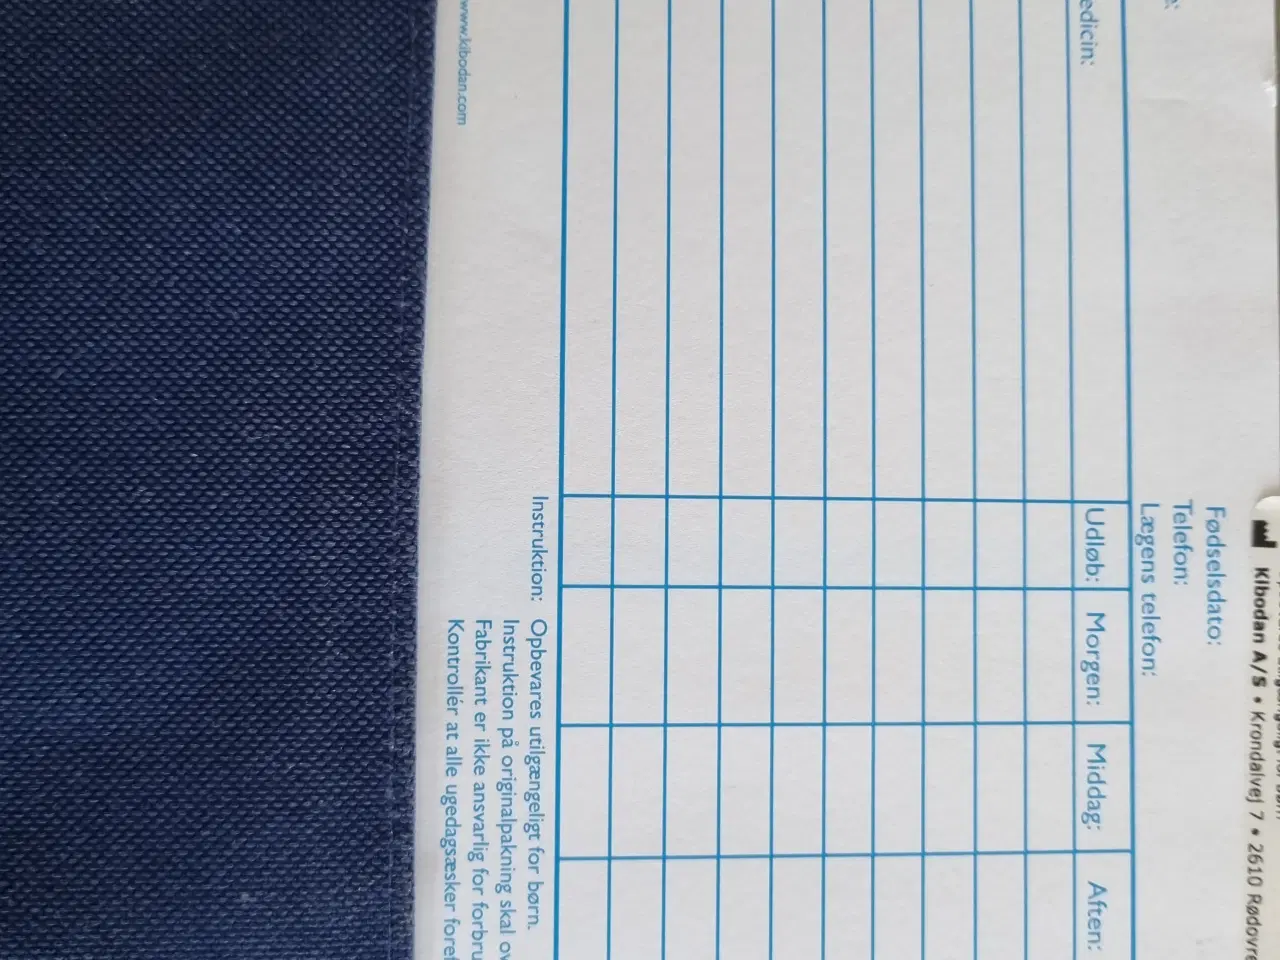 Kibodan A/S • Krondalvej 7 • 2610 Rødovre
Fødselsdato:
Telefon:
Lægens telefon:
Udløb: Morgen: Middag: Aften:
Instruktion: Opbevares utilgængeligt for børn.
Instruktion på originalpakning skal
Fabrikant er ikke ansvarlig for
Kontrollér at alle ugedagsæsker
www.kibodan.com